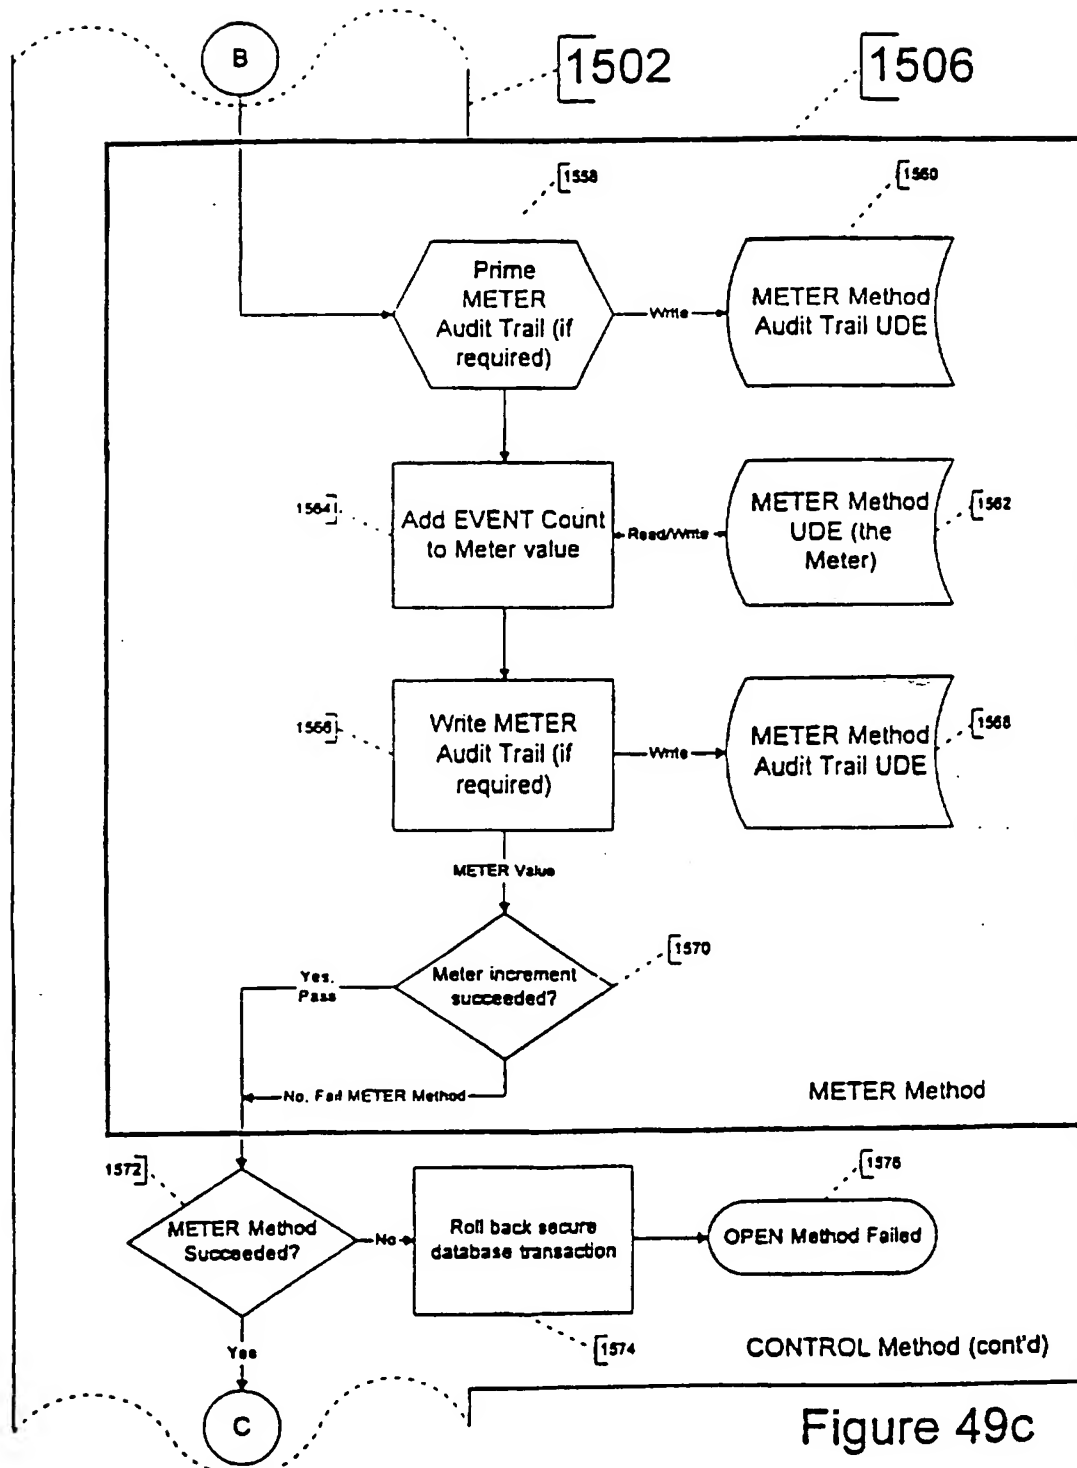 B
1502
1506
1558
1560
Prime
METER
Audit Trail (if
required)
Write
METER Method
Audit Trail UDE
1564
Add EVENT Count
to Meter value
Read/Write
METER Method
UDE (the
Meter)
1562
1566
Write METER
Audit Trail (if
required)
Write
METER Method
Audit Trail UDE
1568
METER Value
Meter increment
succeeded?
1570
Yes,
Pass
No, Fail METER Method
METER Method
1572
METER Method
Succeeded?
No
Roll back secure
database transaction
1576
OPEN Method Failed
1574
Yes
CONTROL Method (cont'd)
C
Figure 49c